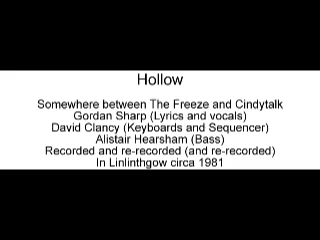 Hollow
Somewhere between The Freeze and Cindytalk
Gordan Sharp (Lyrics and vocals)
David Clancy (Keyboards and Sequencer)
Alistair Hearsham (Bass)
Recorded and re-recorded (and re-recorded)
In Linlinthgow circa 1981